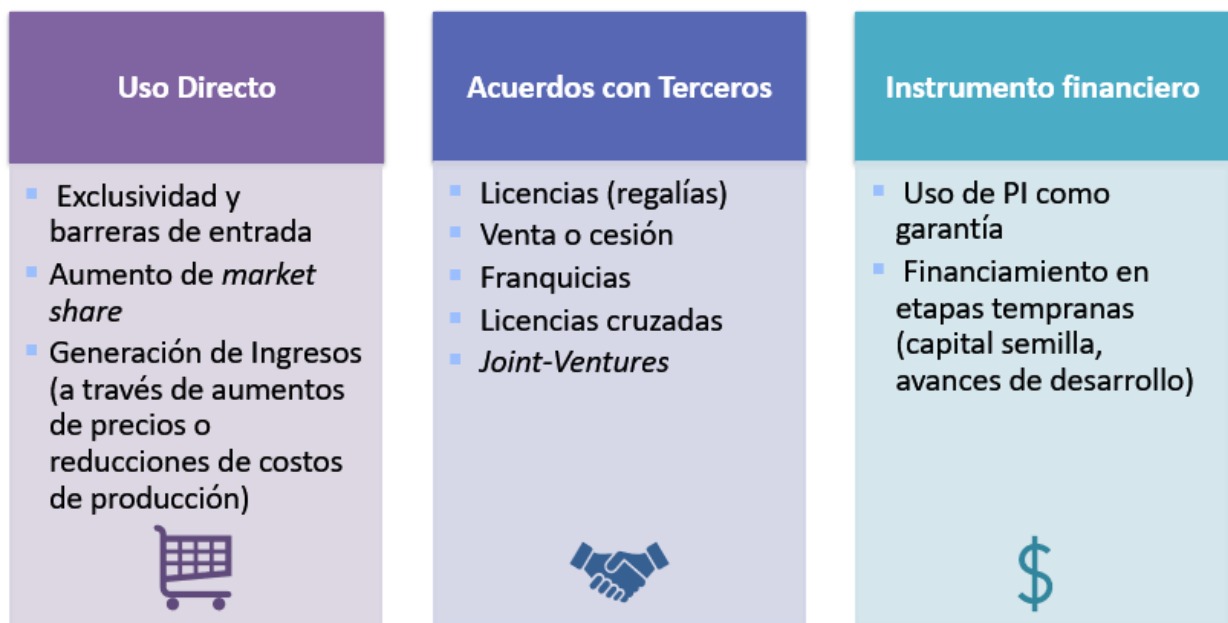 Uso Directo
▪ Exclusividad y
barreras de entrada
▪ Aumento de market
share
▪ Generación de Ingresos
(a través de aumentos
de precios o
reducciones de costos
de producción)
Acuerdos con Terceros
▪ Licencias (regalías)
▪ Venta o cesión
▪ Franquicias
▪ Licencias cruzadas
▪ Joint-Ventures
Instrumento financiero
▪ Uso de PI como
garantía
▪ Financiamiento en
etapas tempranas
(capital semilla,
avances de desarrollo)
$